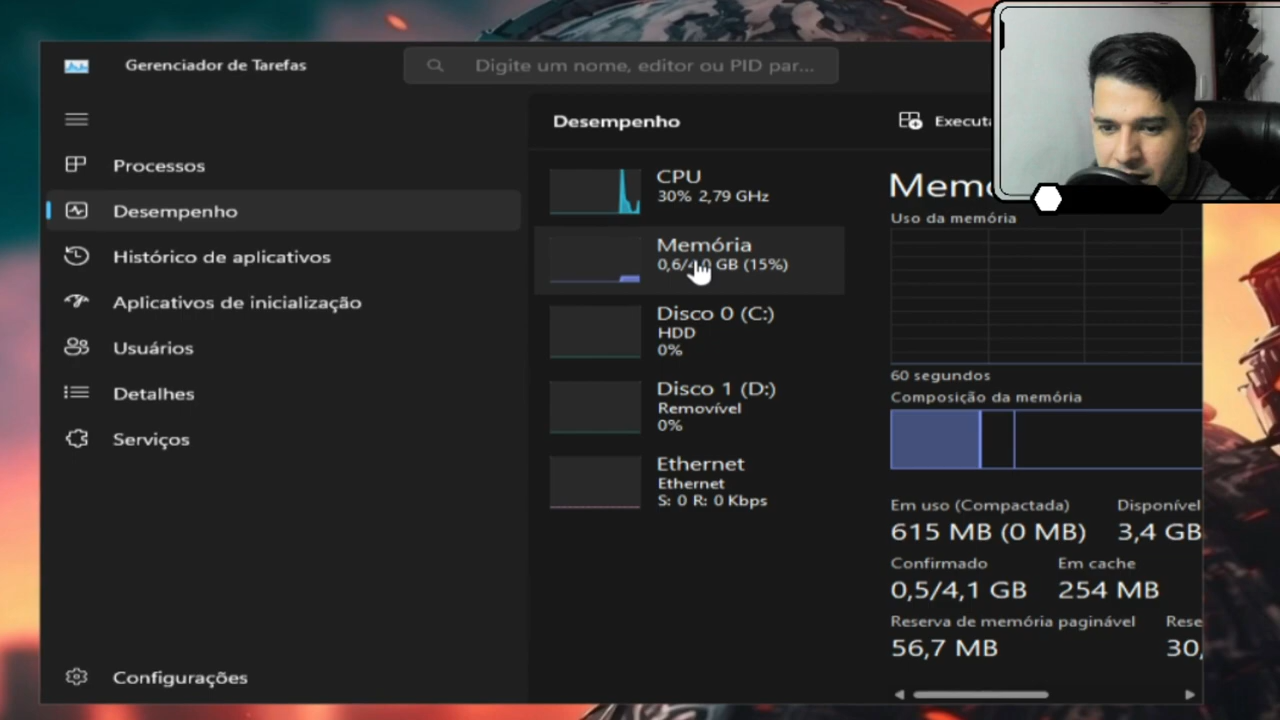 Gerenciador de Tarefas
Digite um nome, editor ou PID par...
Processos
Desempenho
Histórico de aplicativos
Aplicativos de inicialização
Usuários
Detalhes
Serviços
Configurações
Desempenho
CPU
30% 2,79 GHz
Memória
0,6/4,0 GB (15%)
Disco 0 (C:)
HDD
0%
Disco 1 (D:)
Removível
0%
Ethernet
Ethernet
S: 0 R: 0 Kbps
Uso da memória
60 segundos
Composição da memória
Em uso (Compactada) Disponível
615 MB (0 MB) 3,4 GB
Confirmado Em cache
0,5/4,1 GB 254 MB
Reserva de memória paginável
56,7 MB 30,